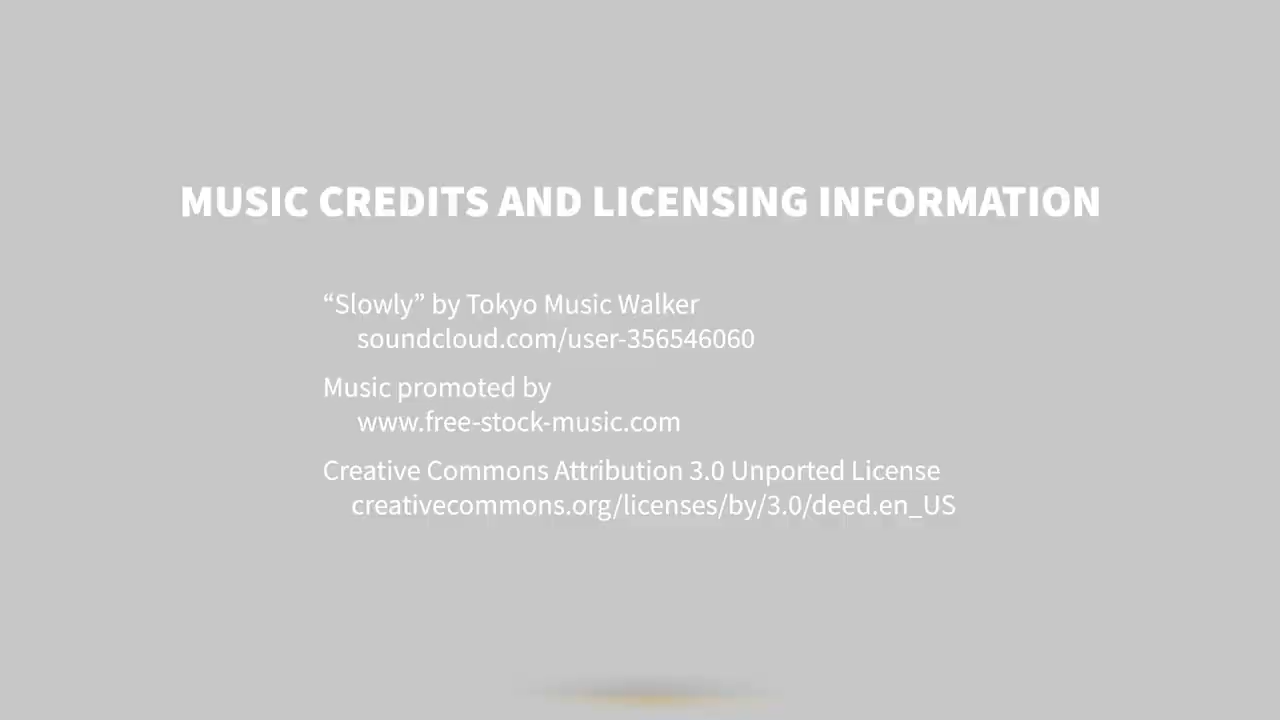 MUSIC CREDITS AND LICENSING INFORMATION
“Slowly” by Tokyo Music Walker
soundcloud.com/user-356546060
Music promoted by
www.free-stock-music.com
Creative Commons Attribution 3.0 Unported License
creativecommons.org/licenses/by/3.0/deed.en_US